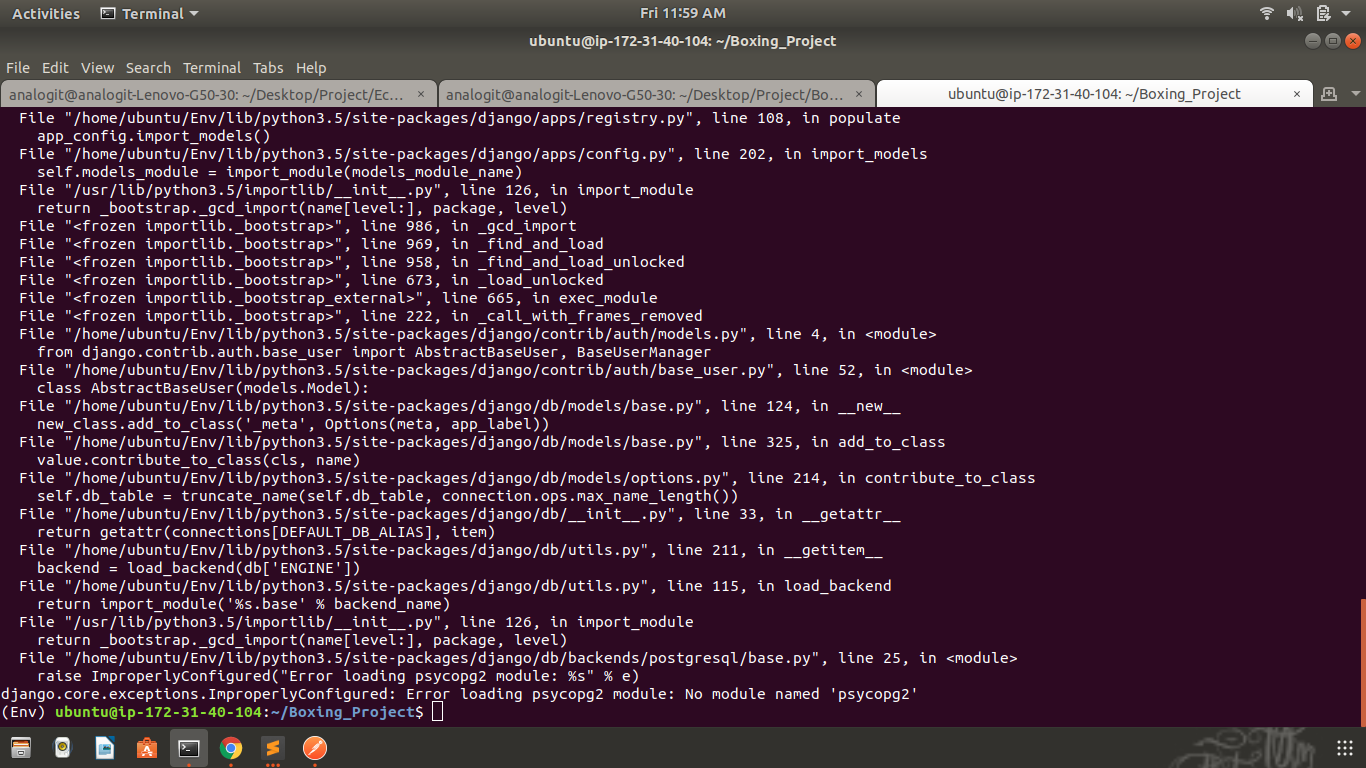 Activities Terminal Fri 11:59 AM
ubuntu@ip-172-31-40-104: ~/Boxing_Project
File Edit View Search Terminal Tabs Help
analogit@analogit-Lenovo-G50-30: ~/Desktop/Project/Ec... × analogit@analogit-Lenovo-G50-30: ~/Desktop/Project/Bo... × ubuntu@ip-172-31-40-104: ~/Boxing_Project ×
  File "/home/ubuntu/Env/lib/python3.5/site-packages/django/apps/registry.py", line 108, in populate
    app_config.import_models()
  File "/home/ubuntu/Env/lib/python3.5/site-packages/django/apps/config.py", line 202, in import_models
    self.models_module = import_module(models_module_name)
  File "/usr/lib/python3.5/importlib/__init__.py", line 126, in import_module
    return _bootstrap._gcd_import(name[level:], package, level)
  File "<frozen importlib._bootstrap>", line 986, in _gcd_import
  File "<frozen importlib._bootstrap>", line 969, in _find_and_load
  File "<frozen importlib._bootstrap>", line 958, in _find_and_load_unlocked
  File "<frozen importlib._bootstrap>", line 673, in _load_unlocked
  File "<frozen importlib._bootstrap_external>", line 665, in exec_module
  File "<frozen importlib._bootstrap>", line 222, in _call_with_frames_removed
  File "/home/ubuntu/Env/lib/python3.5/site-packages/django/contrib/auth/models.py", line 4, in <module>
    from django.contrib.auth.base_user import AbstractBaseUser, BaseUserManager
  File "/home/ubuntu/Env/lib/python3.5/site-packages/django/contrib/auth/base_user.py", line 52, in <module>
    class AbstractBaseUser(models.Model):
  File "/home/ubuntu/Env/lib/python3.5/site-packages/django/db/models/base.py", line 124, in __new__
    new_class.add_to_class('_meta', Options(meta, app_label))
  File "/home/ubuntu/Env/lib/python3.5/site-packages/django/db/models/base.py", line 325, in add_to_class
    value.contribute_to_class(cls, name)
  File "/home/ubuntu/Env/lib/python3.5/site-packages/django/db/models/options.py", line 214, in contribute_to_class
    self.db_table = truncate_name(self.db_table, connection.ops.max_name_length())
  File "/home/ubuntu/Env/lib/python3.5/site-packages/django/db/__init__.py", line 33, in __getattr__
    return getattr(connections[DEFAULT_DB_ALIAS], item)
  File "/home/ubuntu/Env/lib/python3.5/site-packages/django/db/utils.py", line 211, in __getitem__
    backend = load_backend(db['ENGINE'])
  File "/home/ubuntu/Env/lib/python3.5/site-packages/django/db/utils.py", line 115, in load_backend
    return import_module('%s.base' % backend_name)
  File "/usr/lib/python3.5/importlib/__init__.py", line 126, in import_module
    return _bootstrap._gcd_import(name[level:], package, level)
  File "/home/ubuntu/Env/lib/python3.5/site-packages/django/db/backends/postgresql/base.py", line 25, in <module>
    raise ImproperlyConfigured("Error loading psycopg2 module: %s" % e)
django.core.exceptions.ImproperlyConfigured: Error loading psycopg2 module: No module named 'psycopg2'
(Env) ubuntu@ip-172-31-40-104:~/Boxing_Project$